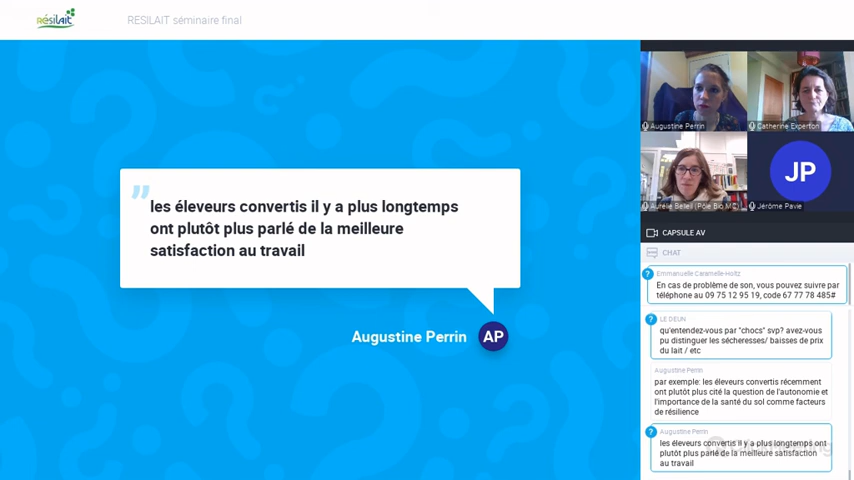 RésiLAIT
RESILAIT séminaire final
les éleveurs convertis il y a plus longtemps
ont plutôt plus parlé de la meilleure
satisfaction au travail
Augustine Perrin
AP
Augustine Perrin
Catherine Experton
Aurélie Belleil (Pôle Bio MC)
JP
Jérôme Pavie
CAPSULE AV
CHAT
Emmanuelle Caramelle-Holtz
En cas de problème de son, vous pouvez suivre par
téléphone au 09 75 12 95 19, code 67 77 78 485#
LE DEUN
qu'entendez-vous par "chocs" svp? avez-vous
pu distinguer les sécheresses/ baisses de prix
du lait / etc
Augustine Perrin
par exemple: les éleveurs convertis récemment
ont plutôt plus cité la question de l'autonomie et
l'importance de la santé du sol comme facteurs
de résilience
Augustine Perrin
les éleveurs convertis il y a plus longtemps ont
plutôt plus parlé de la meilleure satisfaction
au travail